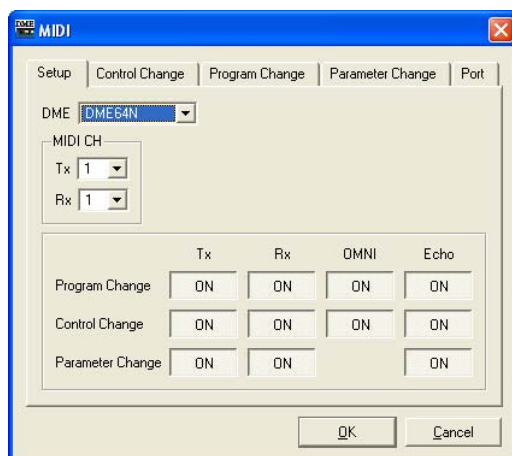 DME MIDI
Setup Control Change Program Change Parameter Change Port
DME DME64N
MIDI CH
Tx 1
Rx 1
Tx Rx OMNI Echo
Program Change ON ON ON ON
Control Change ON ON ON ON
Parameter Change ON ON ON
OK Cancel